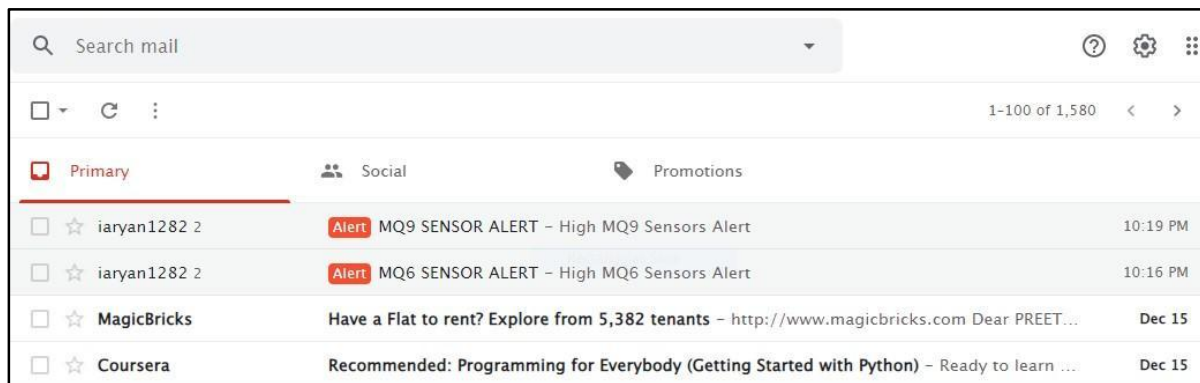 Search mail
1-100 of 1,580
Primary Social Promotions
iaryan1282 2 Alert MQ9 SENSOR ALERT - High MQ9 Sensors Alert 10:19 PM
iaryan1282 2 Alert MQ6 SENSOR ALERT - High MQ6 Sensors Alert 10:16 PM
MagicBricks Have a Flat to rent? Explore from 5,382 tenants - http://www.magicbricks.com Dear PREET... Dec 15
Coursera Recommended: Programming for Everybody (Getting Started with Python) - Ready to learn ... Dec 15